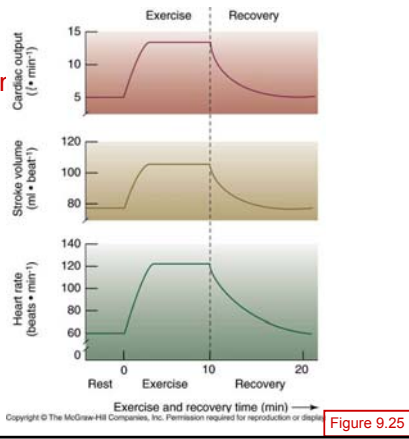 Exercise Recovery
r
Cardiac output
(ℓ • min⁻¹)
15
10
5
Stroke volume
(ml • beat⁻¹)
120
100
80
Heart rate
(beats • min⁻¹)
140
120
100
80
60
0
0 10 20
Rest Exercise Recovery
Exercise and recovery time (min)
Copyright © The McGraw-Hill Companies, Inc. Permission required for reproduction or display
Figure 9.25